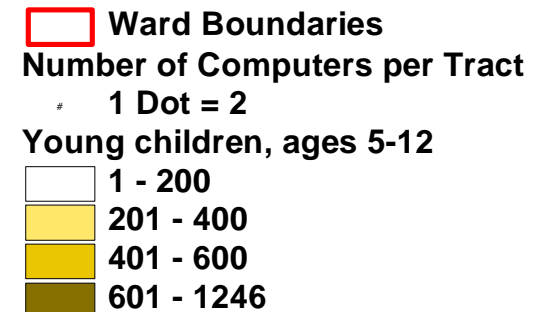 Ward Boundaries
Number of Computers per Tract
# 1 Dot = 2
Young children, ages 5-12
1 - 200
201 - 400
401 - 600
601 - 1246